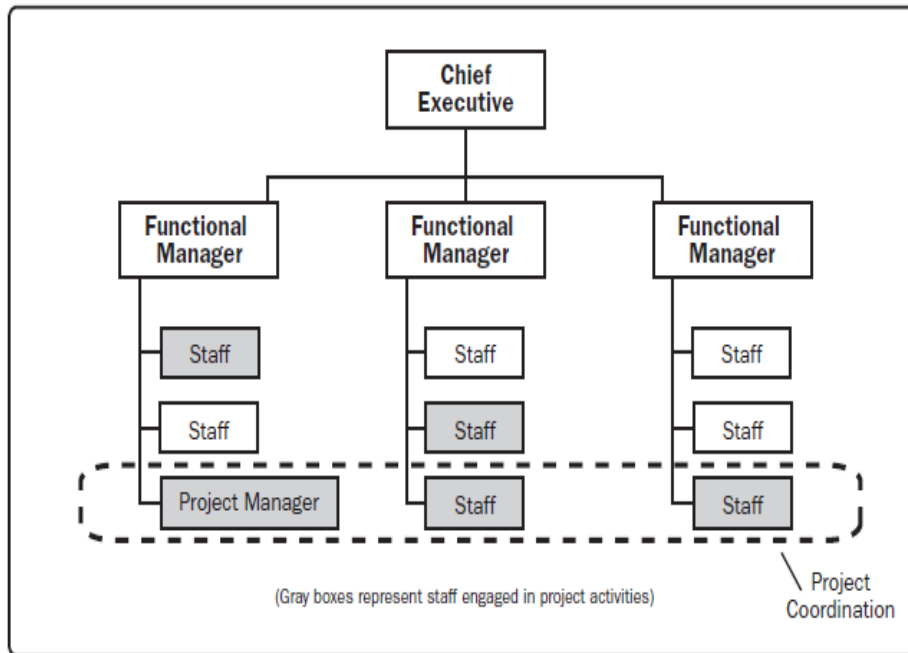 Chief
Executive
Functional
Manager
Functional
Manager
Functional
Manager
Staff
Staff
Staff
Staff
Staff
Staff
Project Manager
Staff
Staff
(Gray boxes represent staff engaged in project activities)
Project
Coordination